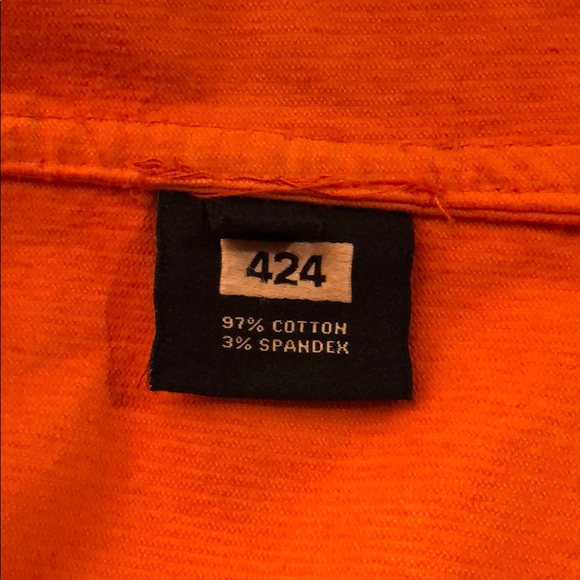 424
97% COTTON
3% SPANDEX